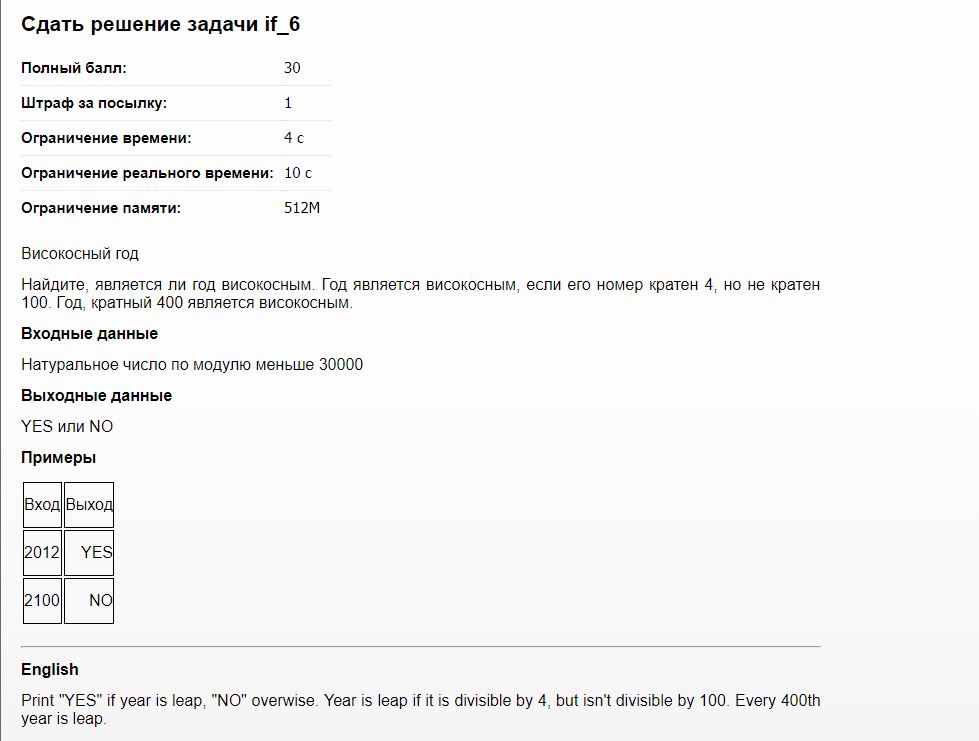 Сдать решение задачи if_6
Полный балл: 30
Штраф за посылку: 1
Ограничение времени: 4 с
Ограничение реального времени: 10 с
Ограничение памяти: 512M
Високосный год
Найдите, является ли год високосным. Год является високосным, если его номер кратен 4, но не кратен
100. Год, кратный 400 является високосным.
Входные данные
Натуральное число по модулю меньше 30000
Выходные данные
YES или NO
Примеры
Вход Выход
2012 YES
2100 NO
English
Print "YES" if year is leap, "NO" overwise. Year is leap if it is divisible by 4, but isn't divisible by 100. Every 400th
year is leap.